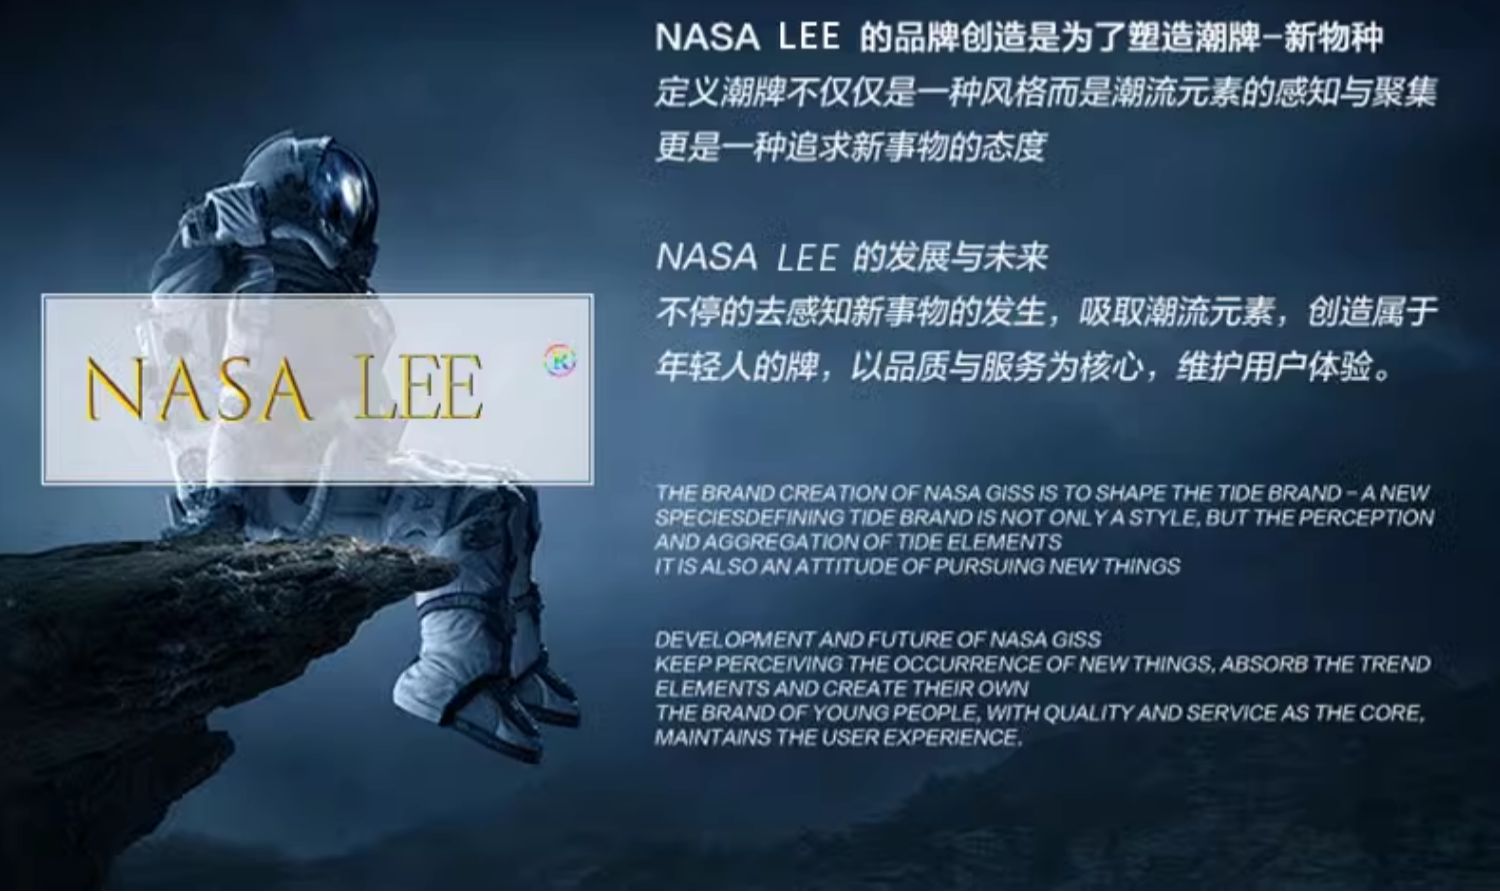 NASA LEE ®
NASA LEE 的品牌创造是为了塑造潮牌-新物种
定义潮牌不仅仅是一种风格而是潮流元素的感知与聚集
更是一种追求新事物的态度
NASA LEE 的发展与未来
不停的去感知新事物的发生，吸取潮流元素，创造属于
年轻人的牌，以品质与服务为核心，维护用户体验。
THE BRAND CREATION OF NASA GISS IS TO SHAPE THE TIDE BRAND - A NEW
SPECIESDEFINING TIDE BRAND IS NOT ONLY A STYLE, BUT THE PERCEPTION
AND AGGREGATION OF TIDE ELEMENTS
IT IS ALSO AN ATTITUDE OF PURSUING NEW THINGS
DEVELOPMENT AND FUTURE OF NASA GISS
KEEP PERCEIVING THE OCCURRENCE OF NEW THINGS, ABSORB THE TREND
ELEMENTS AND CREATE THEIR OWN
THE BRAND OF YOUNG PEOPLE, WITH QUALITY AND SERVICE AS THE CORE,
MAINTAINS THE USER EXPERIENCE.